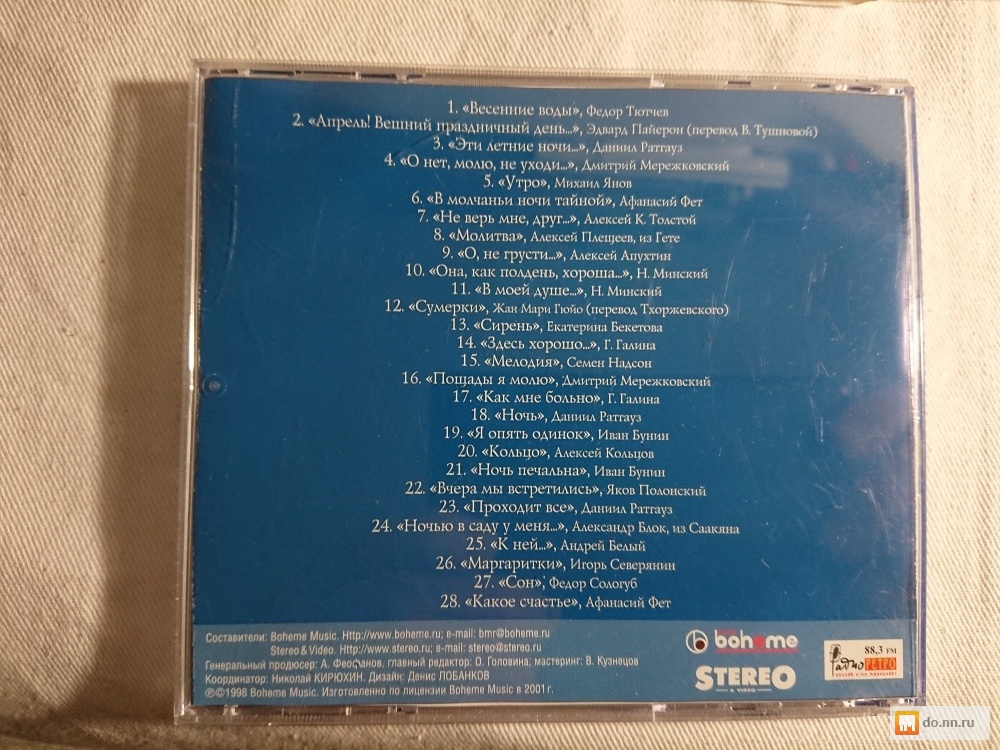 1. «Весенние воды», Федор Тютчев
2. «Апрель! Вешний праздничный день...», Эдвард Пайерон (перевод В. Тушновой)
3. «Эти летние ночи...», Даниил Ратгауз
4. «О нет, молю, не уходи...», Дмитрий Мережковский
5. «Утро», Михаил Янов
6. «В молчаньи ночи тайной», Афанасий Фет
7. «Не верь мне, друг...», Алексей К. Толстой
8. «Молитва», Алексей Плещеев, из Гете
9. «О, не грусти...», Алексей Апухтин
10. «Она, как полдень, хороша...», Н. Минский
11. «В моей душе...», Н. Минский
12. «Сумерки», Жан Мари Гюйо (перевод Тхоржевского)
13. «Сирень», Екатерина Бекетова
14. «Здесь хорошо...», Г. Галина
15. «Мелодия», Семен Надсон
16. «Пощады я молю», Дмитрий Мережковский
17. «Как мне больно», Г. Галина
18. «Ночь», Даниил Ратгауз
19. «Я опять одинок», Иван Бунин
20. «Кольцо», Алексей Кольцов
21. «Ночь печальна», Иван Бунин
22. «Вчера мы встретились», Яков Полонский
23. «Проходит все», Даниил Ратгауз
24. «Ночью в саду у меня...», Александр Блок, из Саакяна
25. «К ней...», Андрей Белый
26. «Маргаритки», Игорь Северянин
27. «Сон», Федор Сологуб
28. «Какое счастье», Афанасий Фет
Составители: Boheme Music. Http://www.boheme.ru; e-mail: bmr@boheme.ru
Stereo & Video. Http://www.stereo.ru; e-mail: stereo@stereo.ru
Генеральный продюсер: А. Феофанов, главный редактор: О. Головина, мастеринг: В. Кузнецов
Координатор: Николай КИРЮХИН. Дизайн: Денис ЛОБАНКОВ
℗©1998 Boheme Music. Изготовлено по лицензии Boheme Music в 2001 г.
boheme
STEREO
& VIDEO
88,3 FM
Радио РЕТРО
do.nn.ru